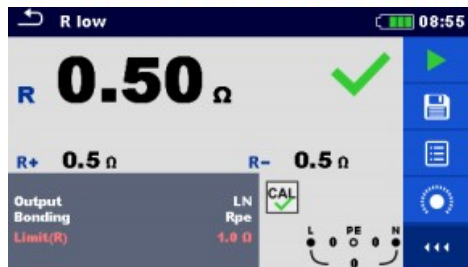 R low 08:55
R 0.50 Ω
R+ 0.5 Ω R- 0.5 Ω
Output LN
Bonding Rpe
Limit(R) 1.0 Ω
CAL
L PE N
0 0
0